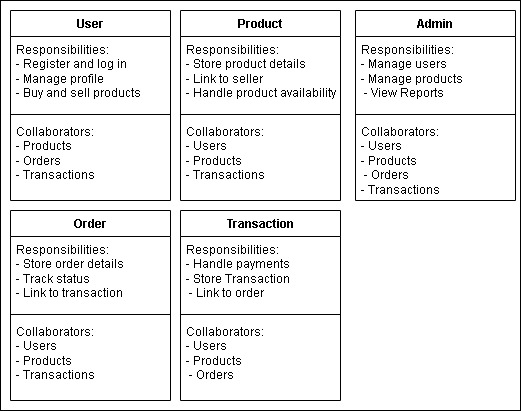 User
Responsibilities:
- Register and log in
- Manage profile
- Buy and sell products
Collaborators:
- Products
- Orders
- Transactions
Product
Responsibilities:
- Store product details
- Link to seller
- Handle product availability
Collaborators:
- Users
- Products
- Transactions
Admin
Responsibilities:
- Manage users
- Manage products
- View Reports
Collaborators:
- Users
- Products
- Orders
- Transactions
Order
Responsibilities:
- Store order details
- Track status
- Link to transaction
Collaborators:
- Users
- Products
- Transactions
Transaction
Responsibilities:
- Handle payments
- Store Transaction
- Link to order
Collaborators:
- Users
- Products
- Orders